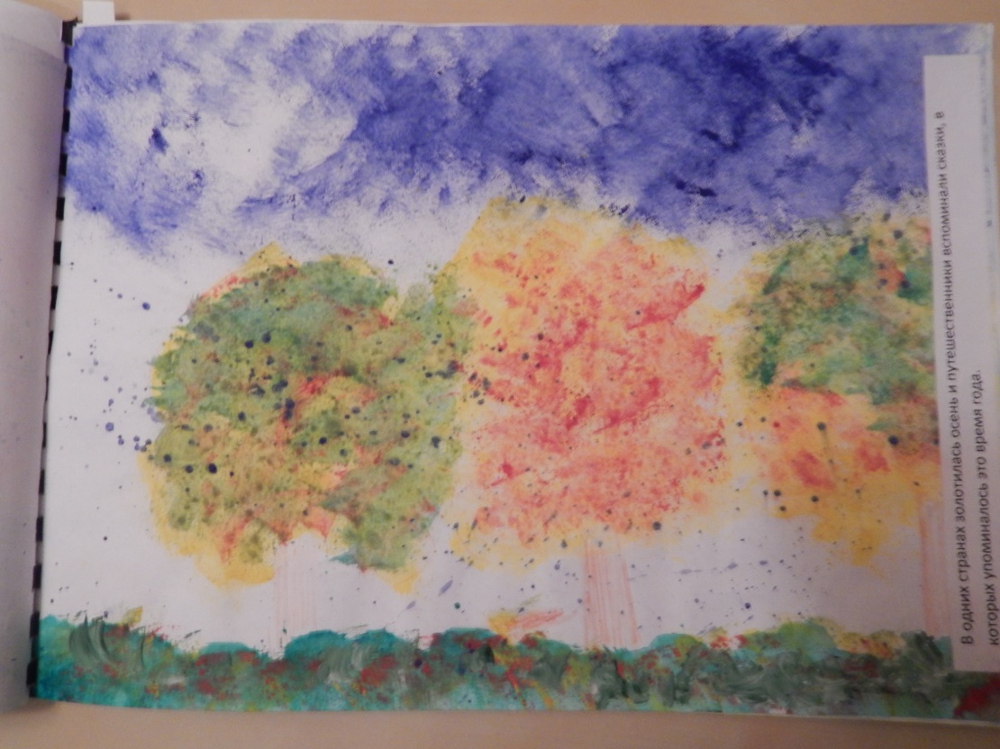 В одних странах золотилась осень и путешественники вспоминали сказки, в
которых упоминалось это время года.